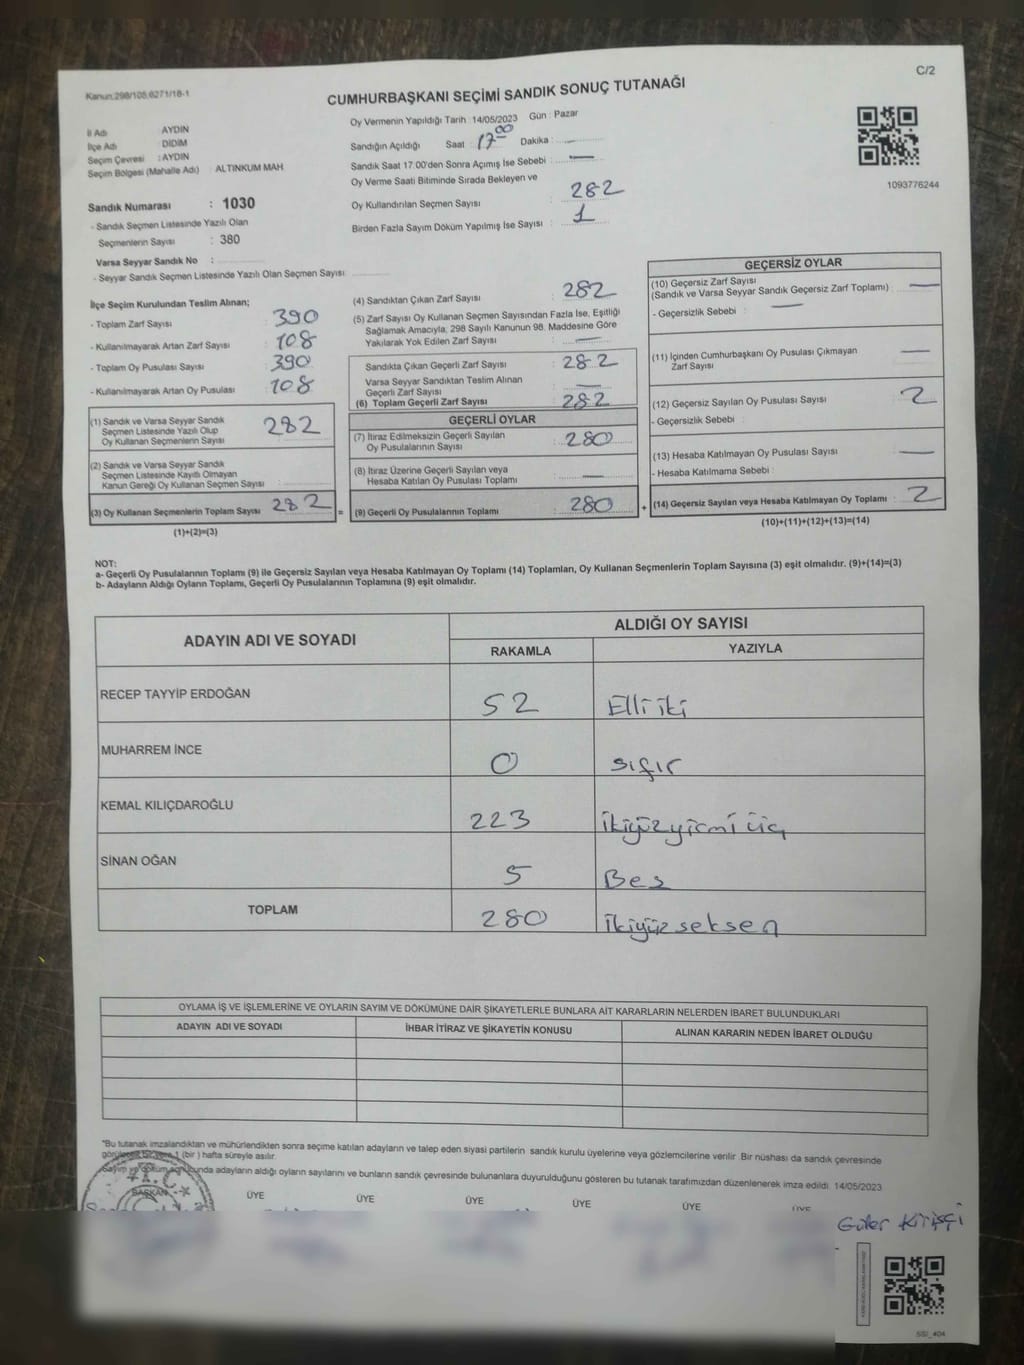 C/2
Kanun:298/105,6271/18-1
CUMHURBAŞKANI SEÇİMİ SANDIK SONUÇ TUTANAĞI
İl Adı : AYDIN
İlçe Adı : DİDİM
Seçim Çevresi : AYDIN
Seçim Bölgesi (Mahalle Adı) : ALTINKUM MAH
Sandık Numarası : 1030
- Sandık Seçmen Listesinde Yazılı Olan
Seçmenlerin Sayısı : 380
Varsa Seyyar Sandık No :
- Seyyar Sandık Seçmen Listesinde Yazılı Olan Seçmen Sayısı:
Oy Vermenin Yapıldığı Tarih : 14/05/2023 Gün : Pazar
Sandığın Açıldığı Saat : 17 00 Dakika :
Sandık Saat 17:00'den Sonra Açımış İse Sebebi : —
Oy Verme Saati Bitiminde Sırada Bekleyen ve
Oy Kullandırılan Seçmen Sayısı : 282
Birden Fazla Sayım Döküm Yapılmış İse Sayısı : 1
1093776244
İlçe Seçim Kurulundan Teslim Alınan;
- Toplam Zarf Sayısı : 390
- Kullanılmayarak Artan Zarf Sayısı : 108
- Toplam Oy Pusulası Sayısı : 390
- Kullanılmayarak Artan Oy Pusulası : 108
(1) Sandık ve Varsa Seyyar Sandık
Seçmen Listesinde Yazılı Olup
Oy Kullanan Seçmenlerin Sayısı : 282
(2) Sandık ve Varsa Seyyar Sandık
Seçmen Listesinde Kayıtlı Olmayan
Kanun Gereği Oy Kullanan Seçmen Sayısı :
(3) Oy Kullanan Seçmenlerin Toplam Sayısı : 282
(1)+(2)=(3)
(4) Sandıktan Çıkan Zarf Sayısı : 282
(5) Zarf Sayısı Oy Kullanan Seçmen Sayısından Fazla İse, Eşitliği
Sağlamak Amacıyla, 298 Sayılı Kanunun 98. Maddesine Göre
Yakılarak Yok Edilen Zarf Sayısı : —
Sandıkta Çıkan Geçerli Zarf Sayısı : 282
Varsa Seyyar Sandıktan Teslim Alınan
Geçerli Zarf Sayısı : —
(6) Toplam Geçerli Zarf Sayısı : 282
GEÇERLİ OYLAR
(7) İtiraz Edilmeksizin Geçerli Sayılan
Oy Pusulalarının Sayısı : 280
(8) İtiraz Üzerine Geçerli Sayılan veya
Hesaba Katılan Oy Pusulası Toplamı : —
= (9) Geçerli Oy Pusulalarının Toplamı : 280
GEÇERSİZ OYLAR
(10) Geçersiz Zarf Sayısı
(Sandık ve Varsa Seyyar Sandık Geçersiz Zarf Toplamı) : —
- Geçersizlik Sebebi : —
(11) İçinden Cumhurbaşkanı Oy Pusulası Çıkmayan
Zarf Sayısı : —
(12) Geçersiz Sayılan Oy Pusulası Sayısı : 2
- Geçersizlik Sebebi :
(13) Hesaba Katılmayan Oy Pusulası Sayısı : —
- Hesaba Katılmama Sebebi :
+ (14) Geçersiz Sayılan veya Hesaba Katılmayan Oy Toplamı : 2
(10)+(11)+(12)+(13)=(14)
NOT:
a- Geçerli Oy Pusulalarının Toplamı (9) ile Geçersiz Sayılan veya Hesaba Katılmayan Oy Toplamı (14) Toplamları, Oy Kullanan Seçmenlerin Toplam Sayısına (3) eşit olmalıdır. (9)+(14)=(3)
b- Adayların Aldığı Oyların Toplamı, Geçerli Oy Pusulalarının Toplamına (9) eşit olmalıdır.
ADAYIN ADI VE SOYADI
ALDIĞI OY SAYISI
RAKAMLA YAZIYLA
RECEP TAYYİP ERDOĞAN 52 Elli iki
MUHARREM İNCE 0 sıfır
KEMAL KILIÇDAROĞLU 223 ikiyüzyirmi üç
SİNAN OĞAN 5 Beş
TOPLAM 280 ikiyüz seksen
OYLAMA İŞ VE İŞLEMLERİNE VE OYLARIN SAYIM VE DÖKÜMÜNE DAİR ŞİKAYETLERLE BUNLARA AİT KARARLARIN NELERDEN İBARET BULUNDUKLARI
ADAYIN ADI VE SOYADI İHBAR İTİRAZ VE ŞİKAYETİN KONUSU ALINAN KARARIN NEDEN İBARET OLDUĞU
*Bu tutanak imzalandıktan ve mühürlendikten sonra seçime katılan adayların ve talep eden siyasi partilerin sandık kurulu üyelerine veya gözlemcilerine verilir. Bir nüshası da sandık çevresinde
görülecek bir yere 1 (bir) hafta süreyle asılır.
Sayım ve döküm sonucunda adayların aldığı oyların sayılarını ve bunların sandık çevresinde bulunanlara duyurulduğunu gösteren bu tutanak tarafımızdan düzenlenerek imza edildi. 14/05/2023
T.C.
BAŞKAN ÜYE ÜYE ÜYE ÜYE ÜYE ÜYE
Güler Kirişçi
SSI_404